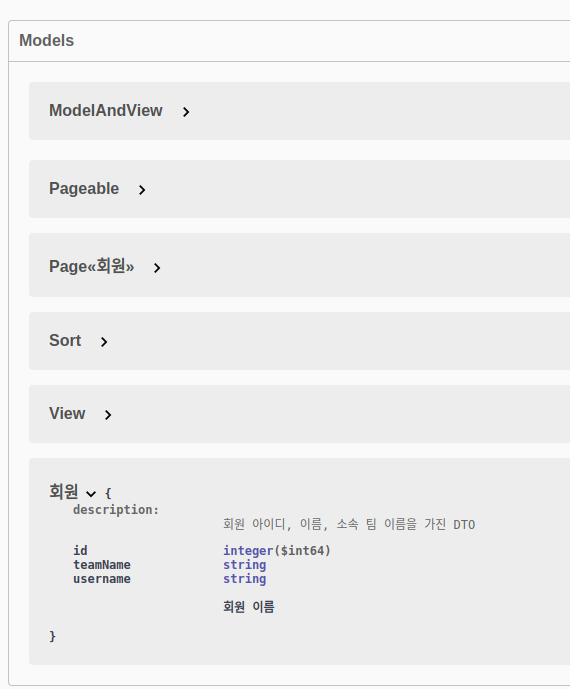 Models
ModelAndView
Pageable
Page«회원»
Sort
View
회원 {
description:
회원 아이디, 이름, 소속 팀 이름을 가진 DTO
id integer($int64)
teamName string
username string
회원 이름
}